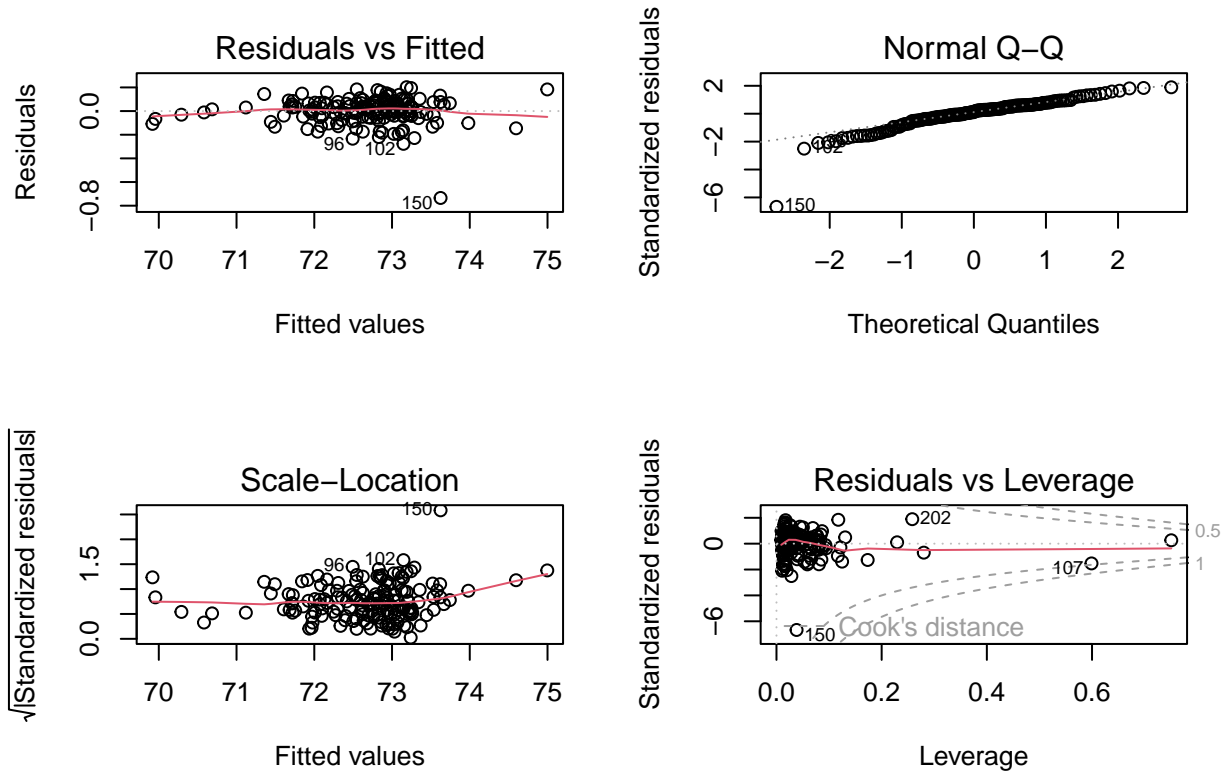 Residuals vs Fitted
Residuals
0.0
−0.8
96
102
150
70 71 72 73 74 75
Fitted values
Normal Q−Q
Standardized residuals
2
−2
−6
102
150
−2 −1 0 1 2
Theoretical Quantiles
Scale−Location
√|Standardized residuals|
1.5
0.0
150
96
102
70 71 72 73 74 75
Fitted values
Residuals vs Leverage
Standardized residuals
0
−6
202
107
150
Cook's distance
0.5
1
0.0 0.2 0.4 0.6
Leverage